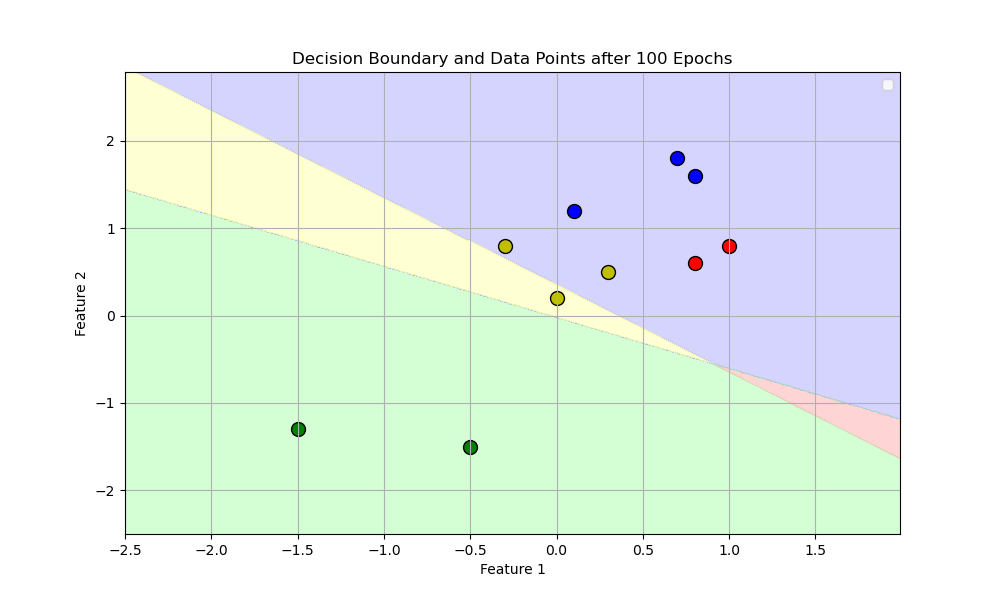 Decision Boundary and Data Points after 100 Epochs
Feature 2
2
1
0
−1
−2
−2.5 −2.0 −1.5 −1.0 −0.5 0.0 0.5 1.0 1.5
Feature 1